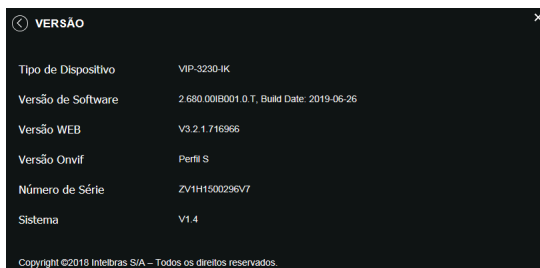 VERSÃO
Tipo de Dispositivo VIP-3230-IK
Versão de Software 2.680.00IB001.0.T, Build Date: 2019-06-26
Versão WEB V3.2.1.716966
Versão Onvif Perfil S
Número de Série ZV1H1500296V7
Sistema V1.4
Copyright ©2018 Intelbras S/A – Todos os direitos reservados.